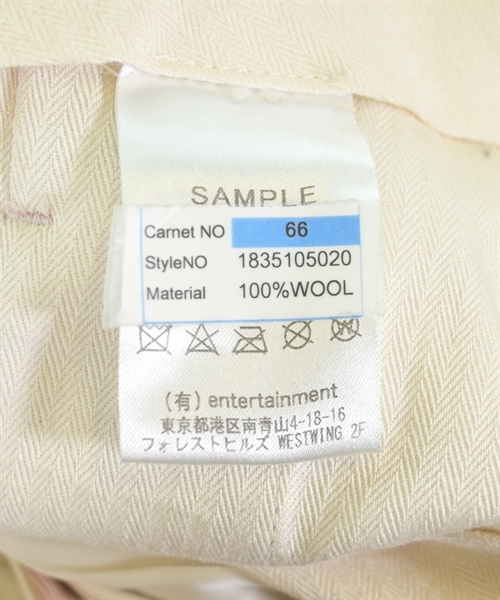 SAMPLE
Carnet NO 66
StyleNO 1835105020
Material 100%WOOL
(有) entertainment
東京都港区南青山4-18-16
フォレストヒルズ WESTWING 2F